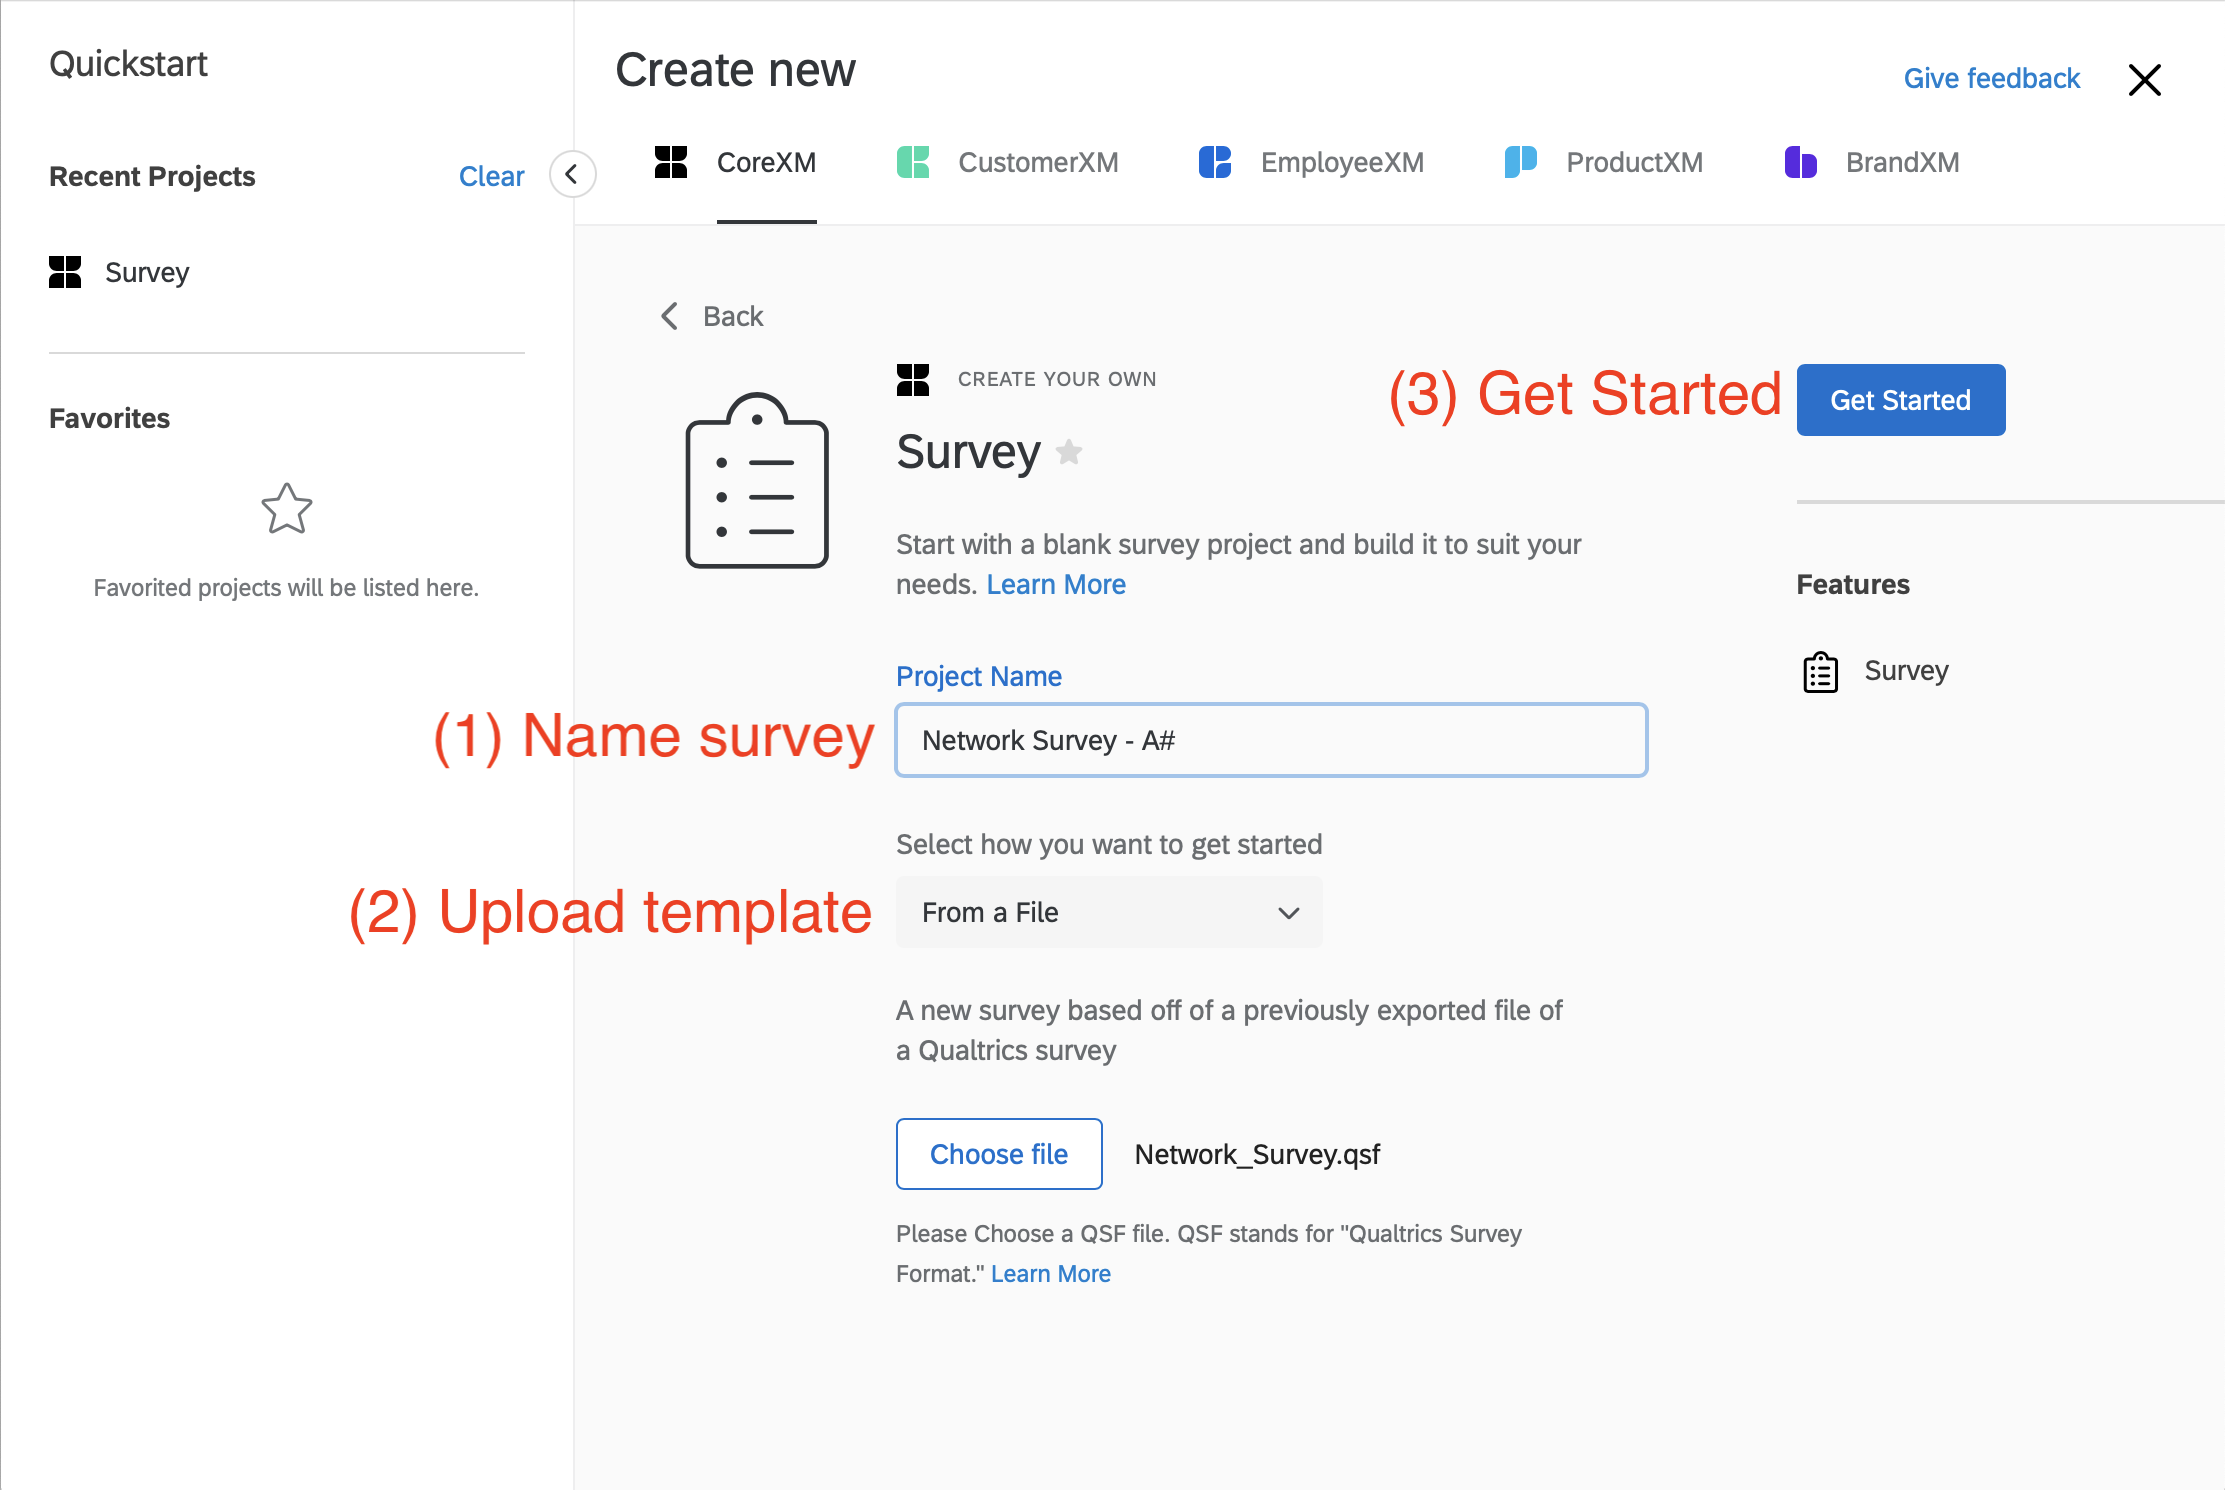 Quickstart
Recent Projects
Clear
Survey
Favorites
Favorited projects will be listed here.
Create new
Give feedback
CoreXM
CustomerXM
EmployeeXM
ProductXM
BrandXM
Back
CREATE YOUR OWN
Survey
Start with a blank survey project and build it to suit your
needs. Learn More
(3) Get Started
Get Started
Features
Survey
Project Name
(1) Name survey
Network Survey - A#
Select how you want to get started
(2) Upload template
From a File
A new survey based off of a previously exported file of
a Qualtrics survey
Choose file
Network_Survey.qsf
Please Choose a QSF file. QSF stands for "Qualtrics Survey
Format." Learn More